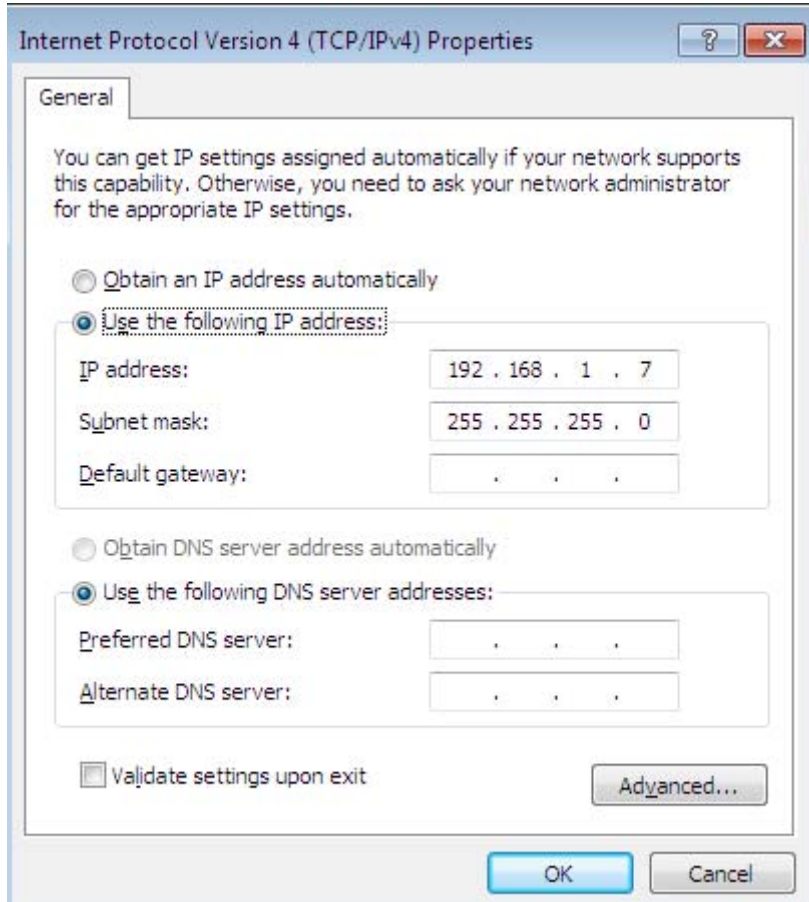 Internet Protocol Version 4 (TCP/IPv4) Properties
?
General
You can get IP settings assigned automatically if your network supports
this capability. Otherwise, you need to ask your network administrator
for the appropriate IP settings.
Obtain an IP address automatically
Use the following IP address:
IP address: 192 . 168 . 1 . 7
Subnet mask: 255 . 255 . 255 . 0
Default gateway: . . .
Obtain DNS server address automatically
Use the following DNS server addresses:
Preferred DNS server: . . .
Alternate DNS server: . . .
Validate settings upon exit
Advanced...
OK Cancel